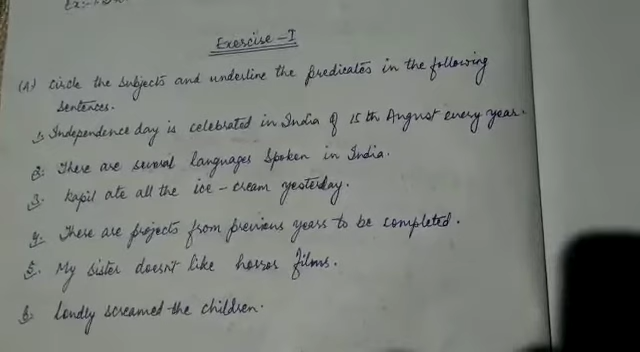 Ex:-
Exercise - I
(A) Circle the subjects and underline the predicates in the following
sentences.
1. Independence day is celebrated in India of 15 th August every year.
2. There are several languages spoken in India.
3. Kapil ate all the ice - cream yesterday.
4. There are projects from previous years to be completed.
5. My sister doesn't like horror films.
6. loudly screamed the children.